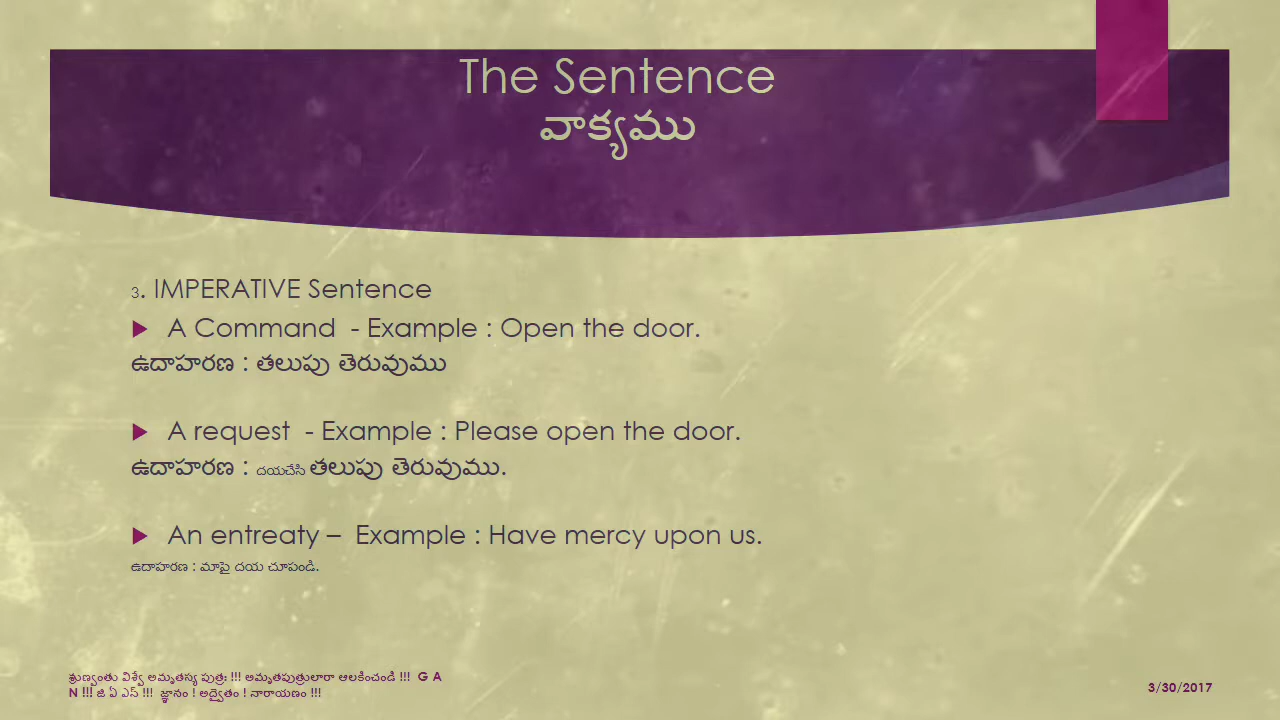 The Sentence
వాక్యము
3. IMPERATIVE Sentence
A Command - Example : Open the door.
ఉదాహరణ : తలుపు తెరువుము
A request - Example : Please open the door.
ఉదాహరణ : దయచేసి తలుపు తెరువుము.
An entreaty – Example : Have mercy upon us.
ఉదాహరణ : మాపై దయ చూపండి.
శ్రుణ్వంతు విశ్వే అమృతస్య పుత్రః !!! అమృతపుత్రులారా ఆలకించండి !!! G A
N !!! జి ఏ ఎన్ !!! జ్ఞానం ! అద్వైతం ! నారాయణం !!!
3/30/2017